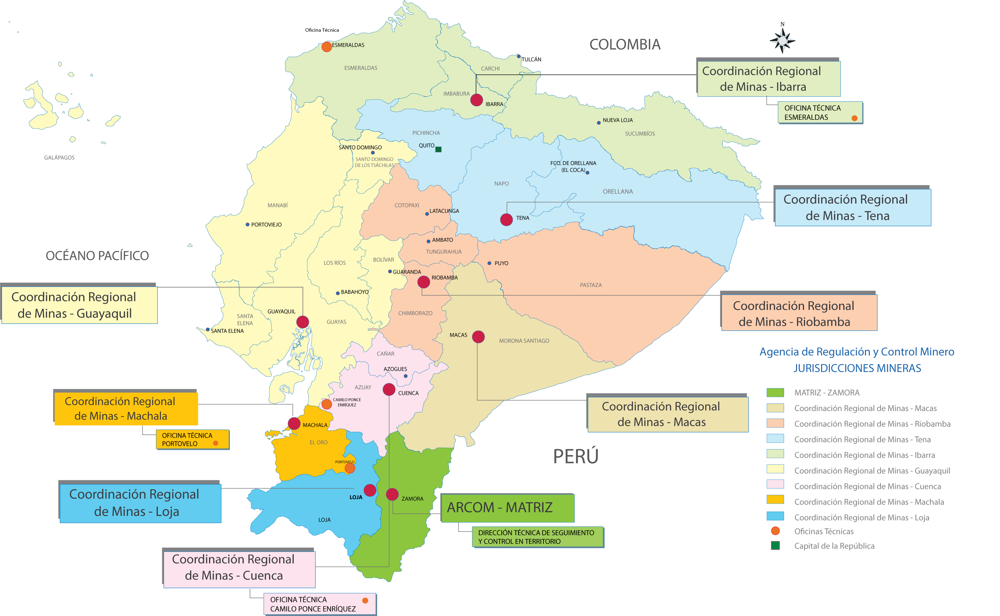 N
Oficina Técnica
ESMERALDAS
COLOMBIA
TULCÁN
ESMERALDAS
CARCHI
Coordinación Regional
de Minas - Ibarra
IMBABURA
IBARRA
OFICINA TÉCNICA
ESMERALDAS
NUEVA LOJA
SUCUMBÍOS
PICHINCHA
QUITO
SANTO DOMINGO
SANTO DOMINGO
DE LOS TSÁCHILAS
GALÁPAGOS
FCO. DE ORELLANA
(EL COCA)
NAPO
ORELLANA
Coordinación Regional
de Minas - Tena
MANABÍ
COTOPAXI
LATACUNGA
TENA
PORTOVIEJO
AMBATO
TUNGURAHUA
OCÉANO PACÍFICO
LOS RÍOS
BOLÍVAR
PUYO
GUARANDA
RIOBAMBA
PASTAZA
BABAHOYO
Coordinación Regional
de Minas - Guayaquil
GUAYAQUIL
SANTA
ELENA
GUAYAS
CHIMBORAZO
Coordinación Regional
de Minas - Riobamba
SANTA ELENA
MACAS
MORONA SANTIAGO
CAÑAR
AZOGUES
AZUAY
CUENCA
CAMILO PONCE
ENRÍQUEZ
Coordinación Regional
de Minas - Machala
MACHALA
OFICINA TÉCNICA
PORTOVELO
EL ORO
PORTOVELO
Coordinación Regional
de Minas - Macas
PERÚ
Coordinación Regional
de Minas - Loja
LOJA
ZAMORA
LOJA
ARCOM - MATRIZ
DIRECCIÓN TÉCNICA DE SEGUIMIENTO
Y CONTROL EN TERRITORIO
Coordinación Regional
de Minas - Cuenca
OFICINA TÉCNICA
CAMILO PONCE ENRÍQUEZ
Agencia de Regulación y Control Minero
JURISDICCIONES MINERAS
MATRIZ - ZAMORA
Coordinación Regional de Minas - Macas
Coordinación Regional de Minas - Riobamba
Coordinación Regional de Minas - Tena
Coordinación Regional de Minas - Ibarra
Coordinación Regional de Minas - Guayaquil
Coordinación Regional de Minas - Cuenca
Coordinación Regional de Minas - Machala
Coordinación Regional de Minas - Loja
Oficinas Técnicas
Capital de la República